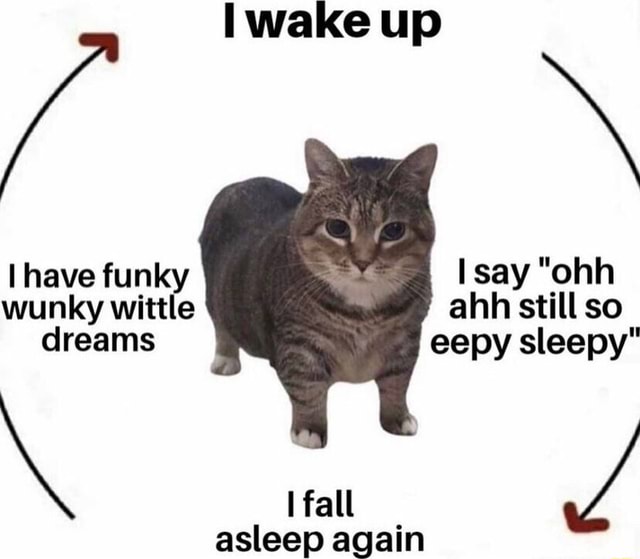 I wake up
I say "ohh
ahh still so
eepy sleepy"
I fall
asleep again
I have funky
wunky wittle
dreams